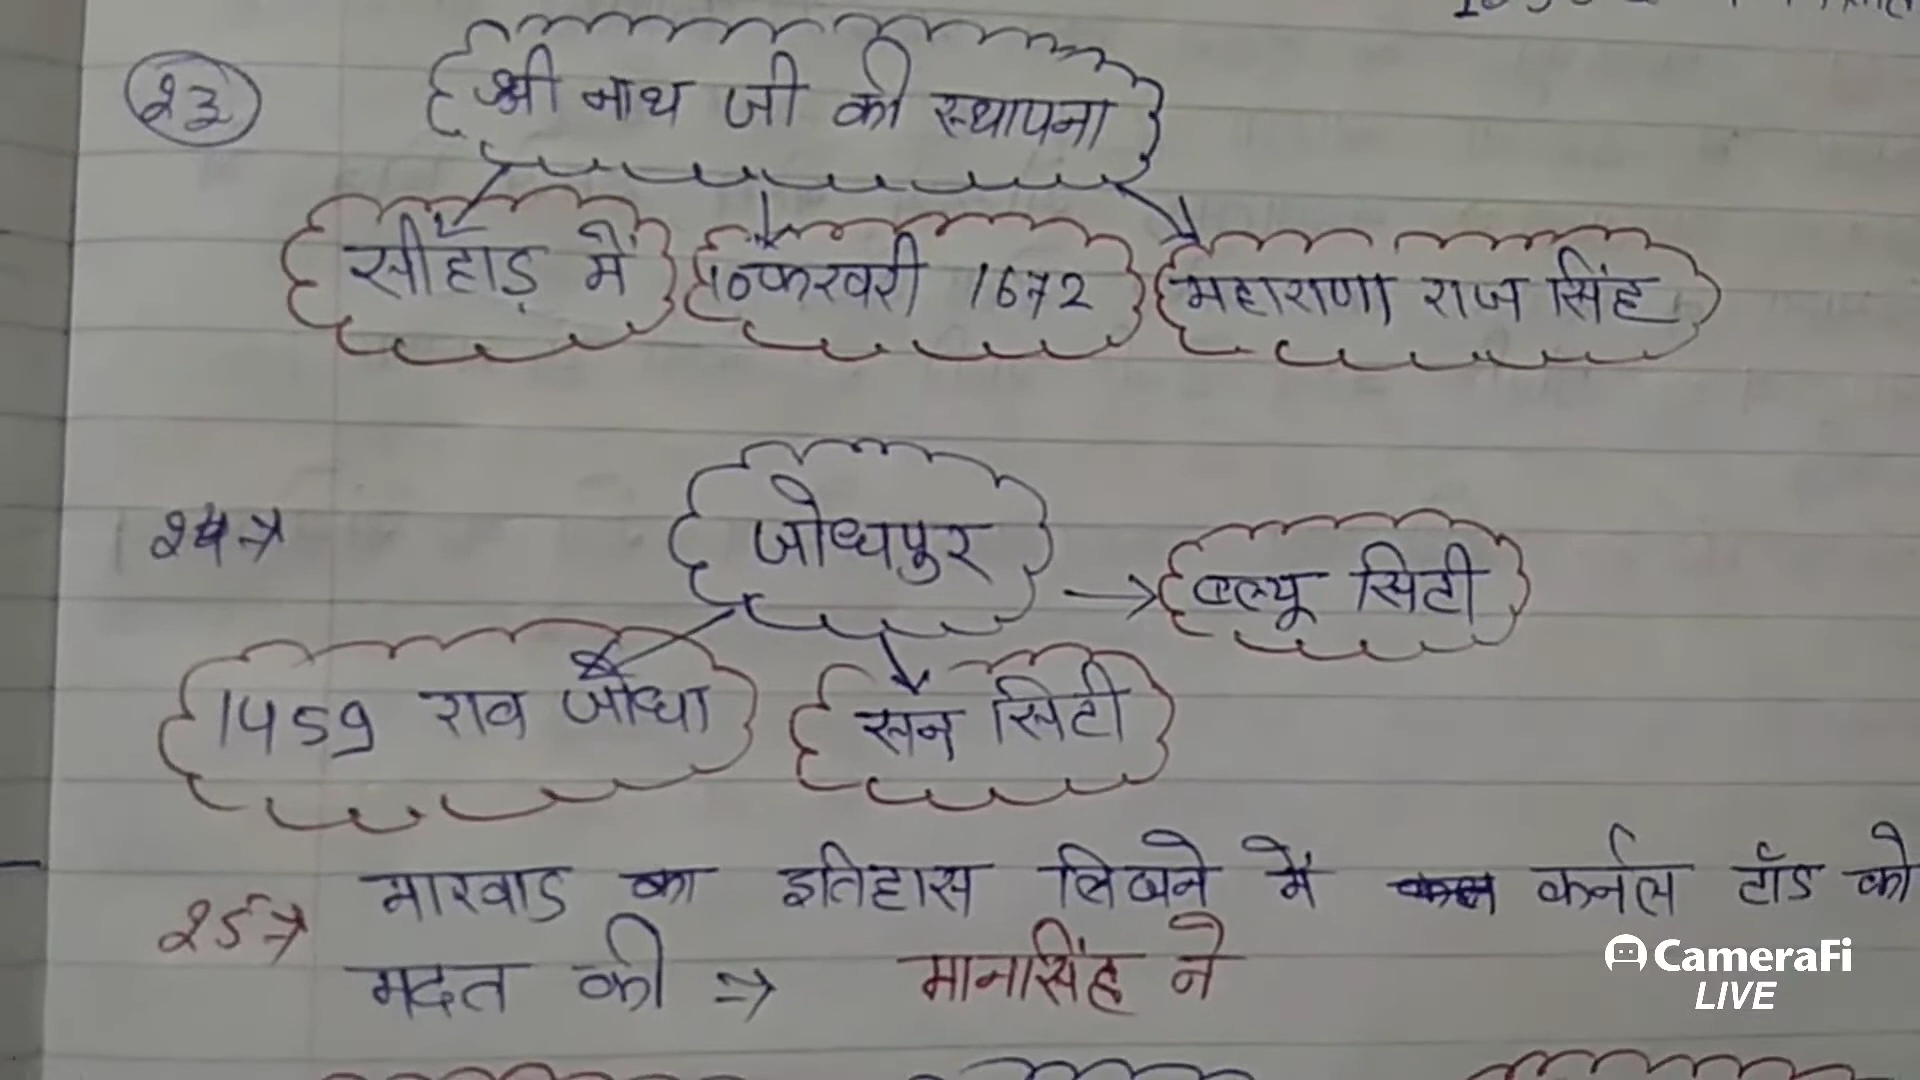 23
श्री नाथ जी की स्थापना
सीहाड़ में 10 फरवरी 1672 महाराणा राज सिंह
24→ जोधपुर
→ ब्ल्यू सिटी
1459 राव जोधा सन सिटी
25→ मारवाड का इतिहास लिखने में कर्नल टॉड को
मदत की ⇒ मानसिंह ने
CameraFi
LIVE